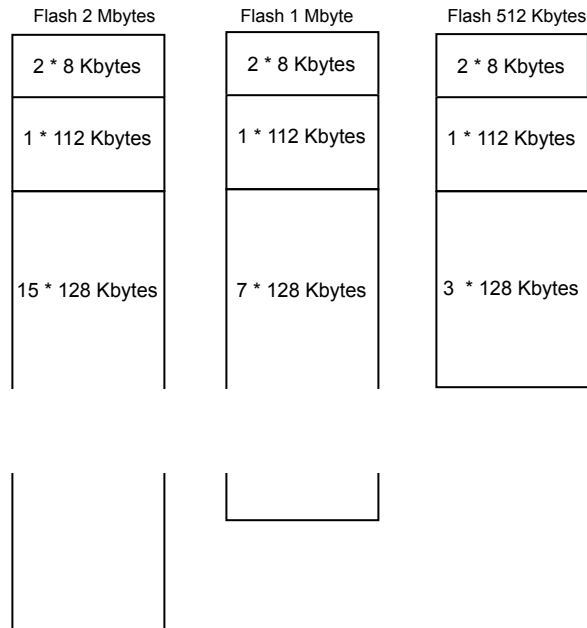 Flash 2 Mbytes
Flash 1 Mbyte
Flash 512 Kbytes
2 * 8 Kbytes
2 * 8 Kbytes
2 * 8 Kbytes
1 * 112 Kbytes
1 * 112 Kbytes
1 * 112 Kbytes
15 * 128 Kbytes
7 * 128 Kbytes
3 * 128 Kbytes